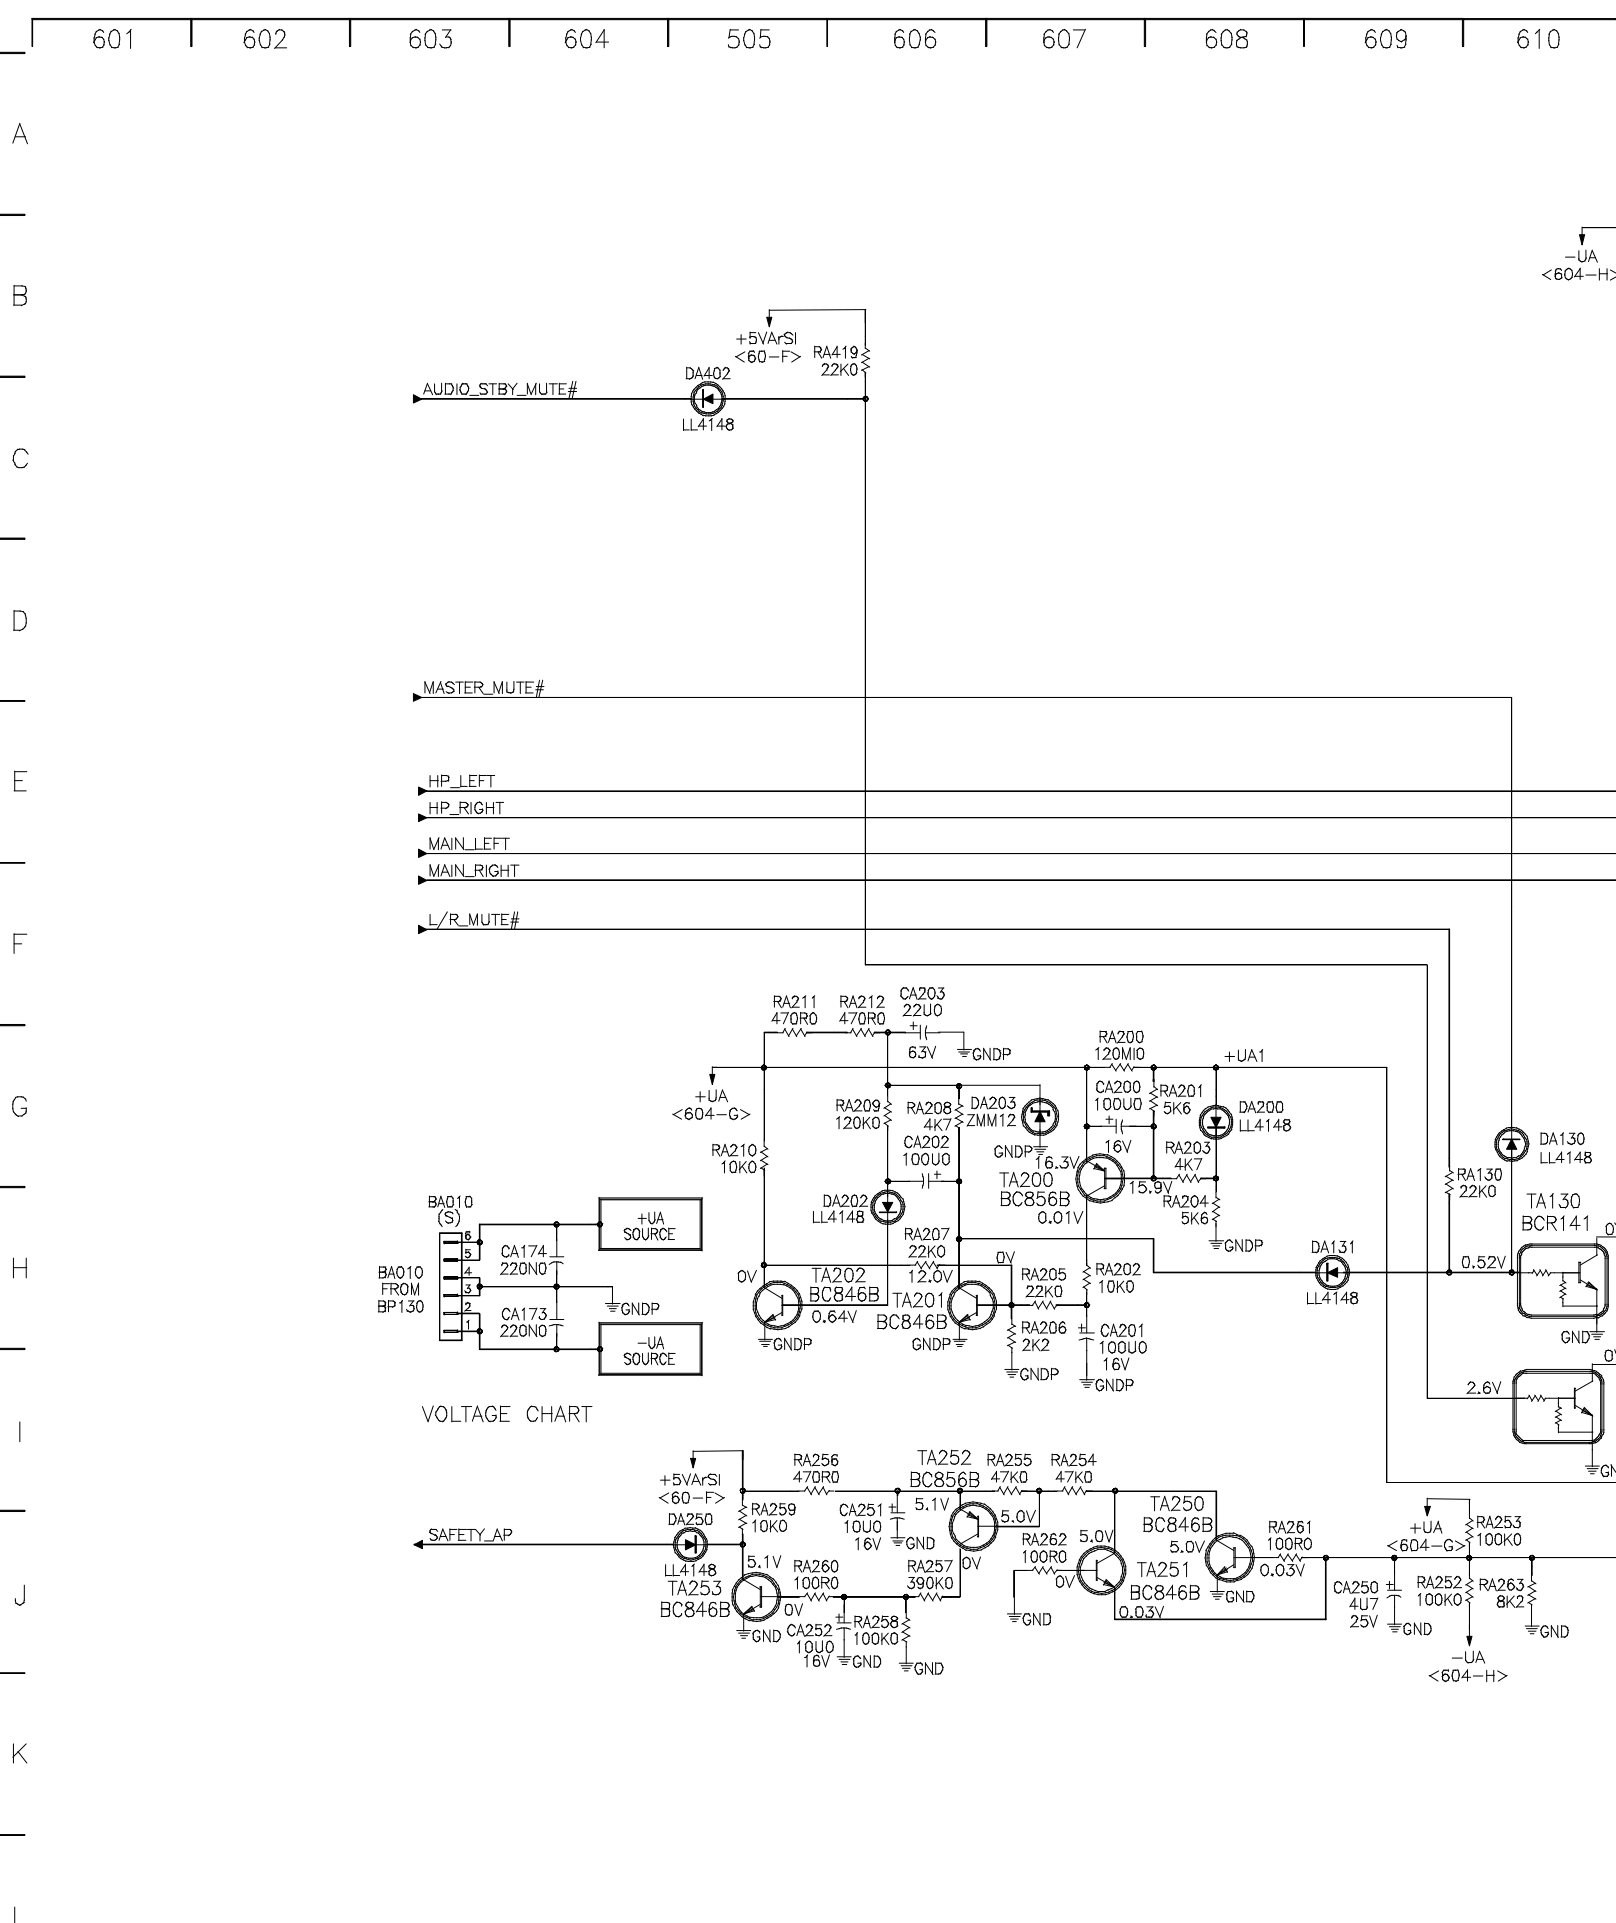 601 602 603 604 505 606 607 608 609 610
A
−UA
<604−H>
B
+5VArSI
<60−F>
RA419
22K0
DA402
AUDIO_STBY_MUTE#
LL4148
C
D
MASTER_MUTE#
E
HP_LEFT
HP_RIGHT
MAIN_LEFT
MAIN_RIGHT
L/R_MUTE#
F
RA211
470R0
RA212
470R0
CA203
22U0
+
63V
GNDP
RA200
120MI0
+UA1
G
+UA
<604−G>
RA209
120K0
RA208
4K7
DA203
ZMM12
GNDP
CA200
100U0
+
16V
RA201
5K6
DA200
LL4148
RA210
10K0
CA202
100U0
+
16.3V
TA200
BC856B
0.01V
15.9V
RA203
4K7
RA204
5K6
GNDP
DA130
LL4148
RA130
22K0
TA130
BCR141
0V
BA010
(S)
6
5
4
3
2
1
BA010
FROM
BP130
+UA
SOURCE
CA174
220N0
GNDP
CA173
220N0
−UA
SOURCE
H
DA202
LL4148
RA207
22K0
12.0V
0V
0V
TA202
BC846B
0.64V
GNDP
TA201
BC846B
GNDP
RA205
22K0
RA206
2K2
GNDP
RA202
10K0
+
CA201
100U0
16V
GNDP
DA131
LL4148
0.52V
GND
0V
2.6V
VOLTAGE CHART
I
+5VArSI
<60−F>
RA256
470R0
TA252
BC856B
5.1V
RA255
47K0
RA254
47K0
RA259
10K0
DA250
LL4148
SAFETY_AP
5.1V
TA253
BC846B
0V
GND
CA251
10U0
16V
+
GND
RA260
100R0
RA257
390K0
0V
5.0V
CA252
10U0
16V
+
GND
RA258
100K0
GND
RA262
100R0
GND
0V
5.0V
TA251
BC846B
0.03V
TA250
BC846B
5.0V
GND
RA261
100R0
0.03V
+UA
<604−G>
RA253
100K0
CA250
4U7
25V
+
GND
RA252
100K0
−UA
<604−H>
RA263
8K2
GND
J
K
L